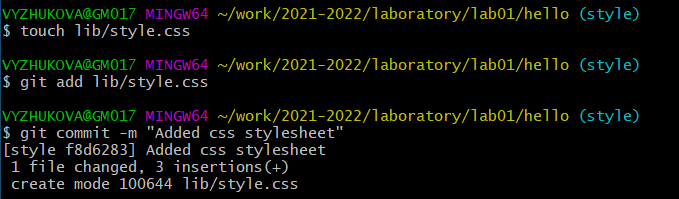 VYZHUKOVA@GM017 MINGW64 ~/work/2021-2022/laboratory/lab01/hello (style)
$ touch lib/style.css
VYZHUKOVA@GM017 MINGW64 ~/work/2021-2022/laboratory/lab01/hello (style)
$ git add lib/style.css
VYZHUKOVA@GM017 MINGW64 ~/work/2021-2022/laboratory/lab01/hello (style)
$ git commit -m "Added css stylesheet"
[style f8d6283] Added css stylesheet
 1 file changed, 3 insertions(+)
 create mode 100644 lib/style.css